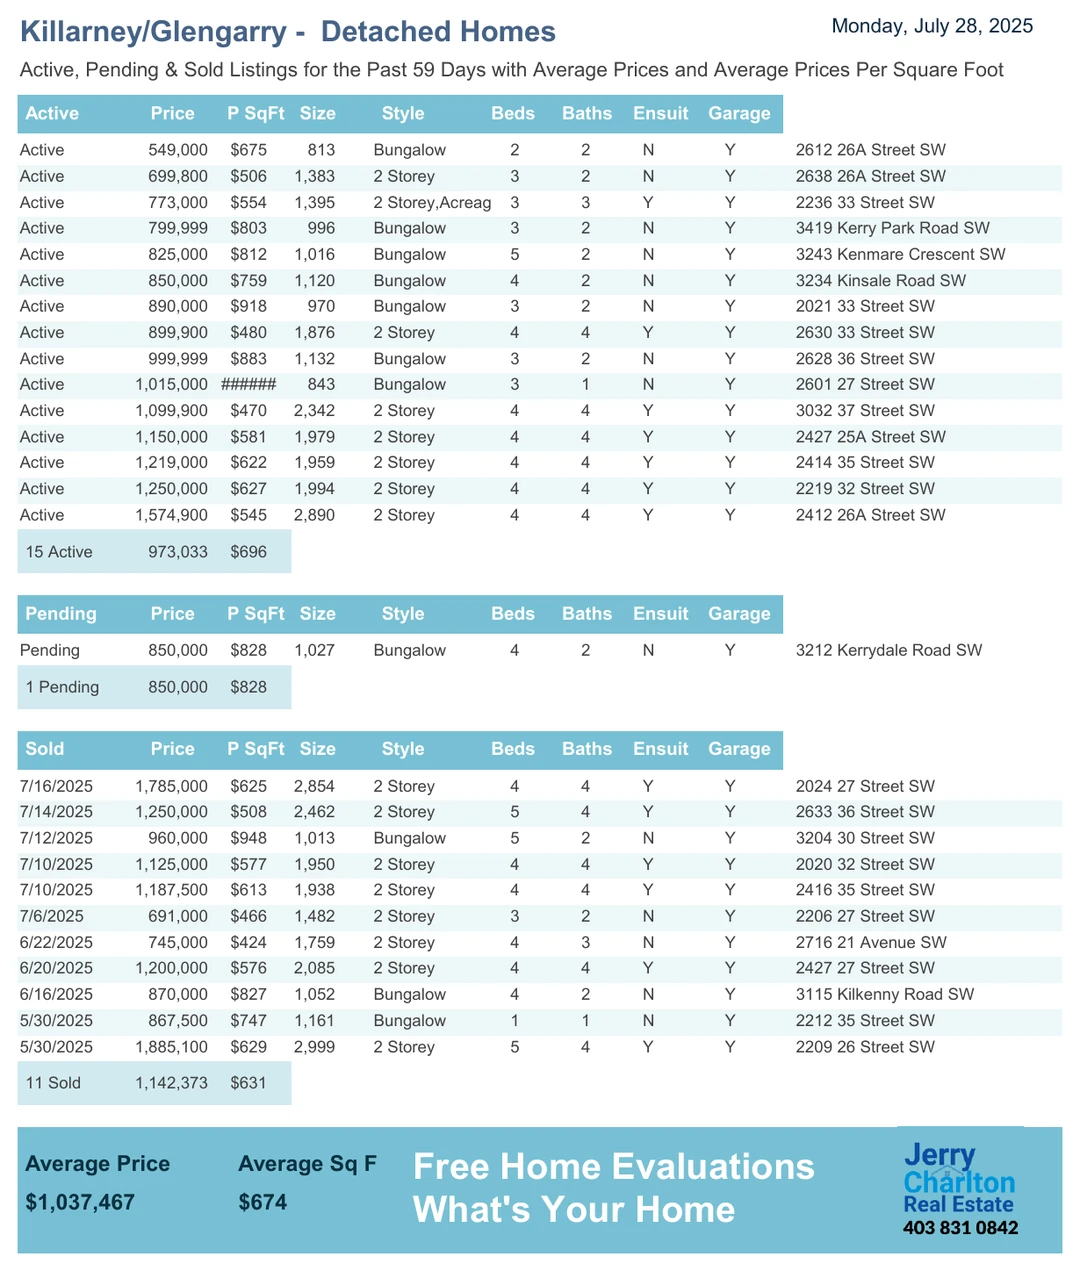 Killarney/Glengarry - Detached Homes
Monday, July 28, 2025
Active, Pending & Sold Listings for the Past 59 Days with Average Prices and Average Prices Per Square Foot
Active Price P SqFt Size Style Beds Baths Ensuit Garage
Active 549,000 $675 813 Bungalow 2 2 N Y 2612 26A Street SW
Active 699,800 $506 1,383 2 Storey 3 2 N Y 2638 26A Street SW
Active 773,000 $554 1,395 2 Storey,Acreag 3 3 Y Y 2236 33 Street SW
Active 799,999 $803 996 Bungalow 3 2 N Y 3419 Kerry Park Road SW
Active 825,000 $812 1,016 Bungalow 5 2 N Y 3243 Kenmare Crescent SW
Active 850,000 $759 1,120 Bungalow 4 2 N Y 3234 Kinsale Road SW
Active 890,000 $918 970 Bungalow 3 2 N Y 2021 33 Street SW
Active 899,900 $480 1,876 2 Storey 4 4 Y Y 2630 33 Street SW
Active 999,999 $883 1,132 Bungalow 3 2 N Y 2628 36 Street SW
Active 1,015,000 ###### 843 Bungalow 3 1 N Y 2601 27 Street SW
Active 1,099,900 $470 2,342 2 Storey 4 4 Y Y 3032 37 Street SW
Active 1,150,000 $581 1,979 2 Storey 4 4 Y Y 2427 25A Street SW
Active 1,219,000 $622 1,959 2 Storey 4 4 Y Y 2414 35 Street SW
Active 1,250,000 $627 1,994 2 Storey 4 4 Y Y 2219 32 Street SW
Active 1,574,900 $545 2,890 2 Storey 4 4 Y Y 2412 26A Street SW
15 Active 973,033 $696
Pending Price P SqFt Size Style Beds Baths Ensuit Garage
Pending 850,000 $828 1,027 Bungalow 4 2 N Y 3212 Kerrydale Road SW
1 Pending 850,000 $828
Sold Price P SqFt Size Style Beds Baths Ensuit Garage
7/16/2025 1,785,000 $625 2,854 2 Storey 4 4 Y Y 2024 27 Street SW
7/14/2025 1,250,000 $508 2,462 2 Storey 5 4 Y Y 2633 36 Street SW
7/12/2025 960,000 $948 1,013 Bungalow 5 2 N Y 3204 30 Street SW
7/10/2025 1,125,000 $577 1,950 2 Storey 4 4 Y Y 2020 32 Street SW
7/10/2025 1,187,500 $613 1,938 2 Storey 4 4 Y Y 2416 35 Street SW
7/6/2025 691,000 $466 1,482 2 Storey 3 2 N Y 2206 27 Street SW
6/22/2025 745,000 $424 1,759 2 Storey 4 3 N Y 2716 21 Avenue SW
6/20/2025 1,200,000 $576 2,085 2 Storey 4 4 Y Y 2427 27 Street SW
6/16/2025 870,000 $827 1,052 Bungalow 4 2 N Y 3115 Kilkenny Road SW
5/30/2025 867,500 $747 1,161 Bungalow 1 1 N Y 2212 35 Street SW
5/30/2025 1,885,100 $629 2,999 2 Storey 5 4 Y Y 2209 26 Street SW
11 Sold 1,142,373 $631
Average Price Average Sq F
$1,037,467 $674
Free Home Evaluations
What's Your Home
Jerry
Charlton
Real Estate
403 831 0842